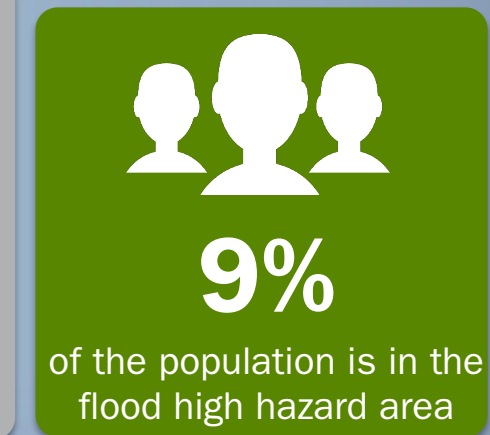 9%
of the population is in the
flood high hazard area